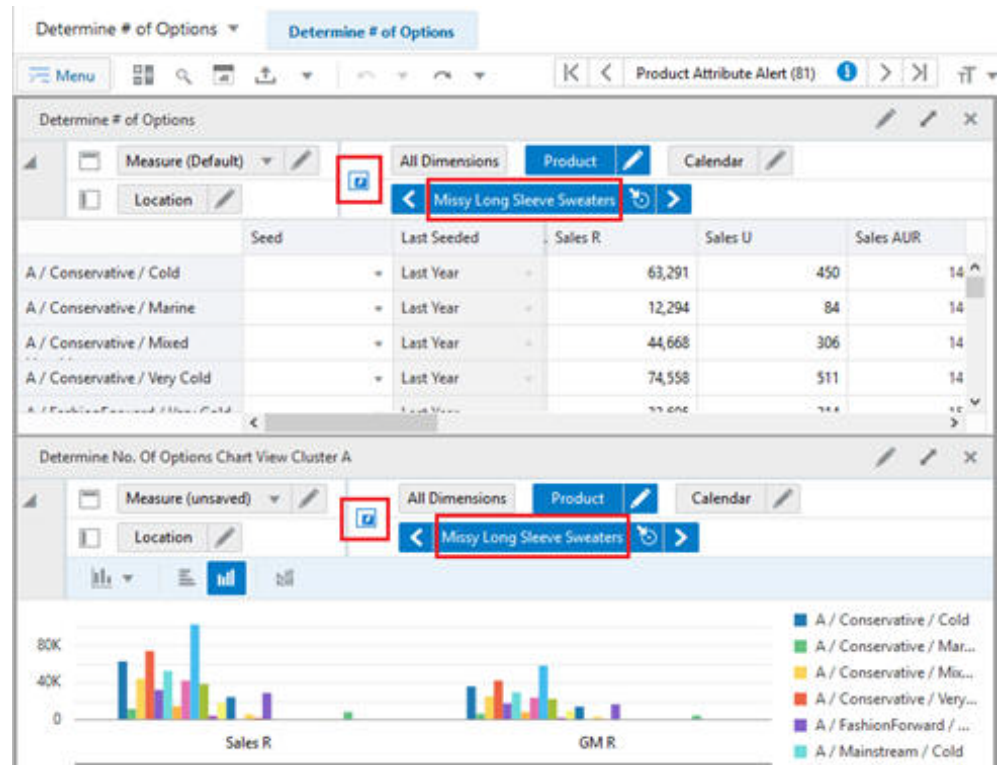 Determine # of Options Determine # of Options
Menu Product Attribute Alert (81)
Determine # of Options
Measure (Default) All Dimensions Product Calendar
Location Missy Long Sleeve Sweaters
Seed Last Seeded Sales R Sales U Sales AUR
A / Conservative / Cold Last Year 63,291 450 14
A / Conservative / Marine Last Year 12,294 84 14
A / Conservative / Mixed Last Year 44,668 306 14
A / Conservative / Very Cold Last Year 74,558 511 14
A / FashionForward / Very Cold Last Year
Determine No. Of Options Chart View Cluster A
Measure (unsaved) All Dimensions Product Calendar
Location Missy Long Sleeve Sweaters
80K
40K
0
Sales R GM R
A / Conservative / Cold
A / Conservative / Mar...
A / Conservative / Mix...
A / Conservative / Very...
A / FashionForward / ...
A / Mainstream / Cold